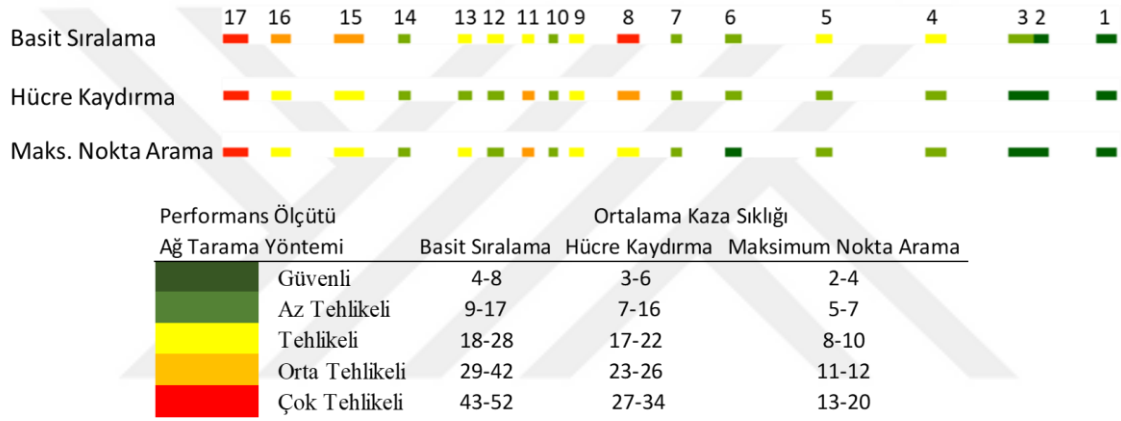 17 16 15 14 13 12 11 10 9 8 7 6 5 4 3 2 1
Basit Sıralama
Hücre Kaydırma
Maks. Nokta Arama
Performans Ölçütü Ortalama Kaza Sıklığı
Ağ Tarama Yöntemi Basit Sıralama Hücre Kaydırma Maksimum Nokta Arama
Güvenli 4-8 3-6 2-4
Az Tehlikeli 9-17 7-16 5-7
Tehlikeli 18-28 17-22 8-10
Orta Tehlikeli 29-42 23-26 11-12
Çok Tehlikeli 43-52 27-34 13-20